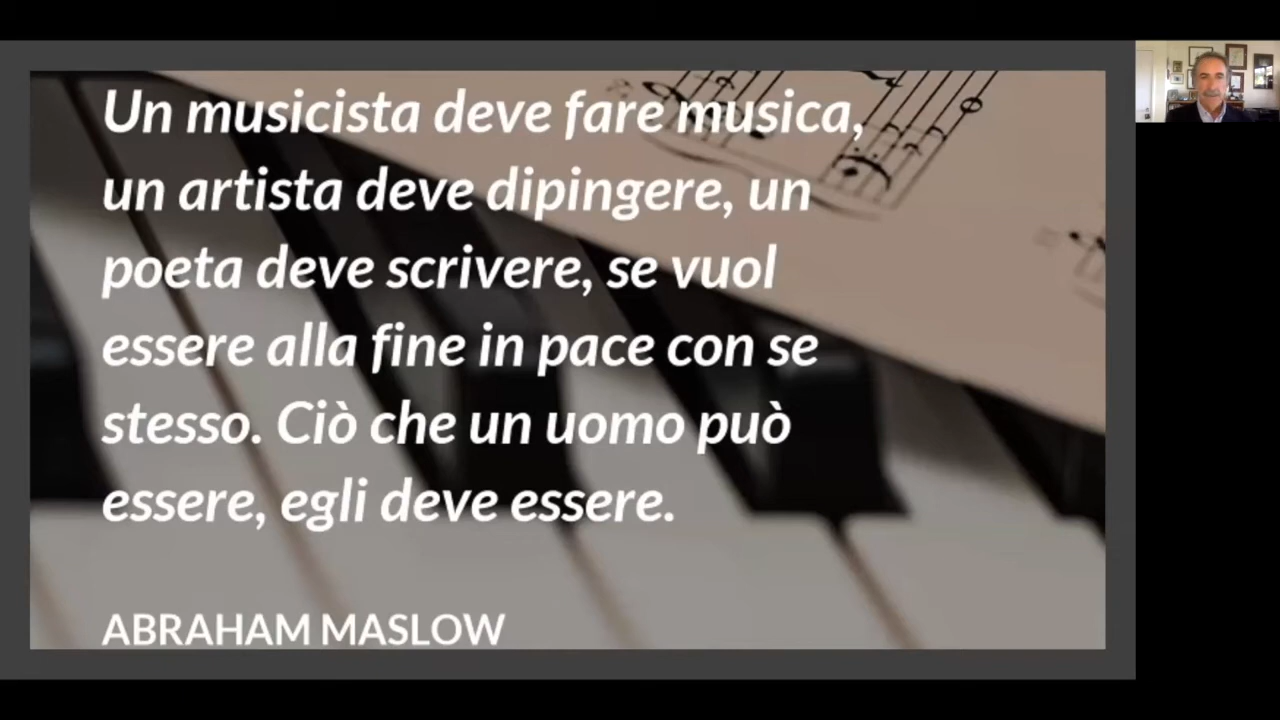 Un musicista deve fare musica,
un artista deve dipingere, un
poeta deve scrivere, se vuol
essere alla fine in pace con se
stesso. Ciò che un uomo può
essere, egli deve essere.
ABRAHAM MASLOW